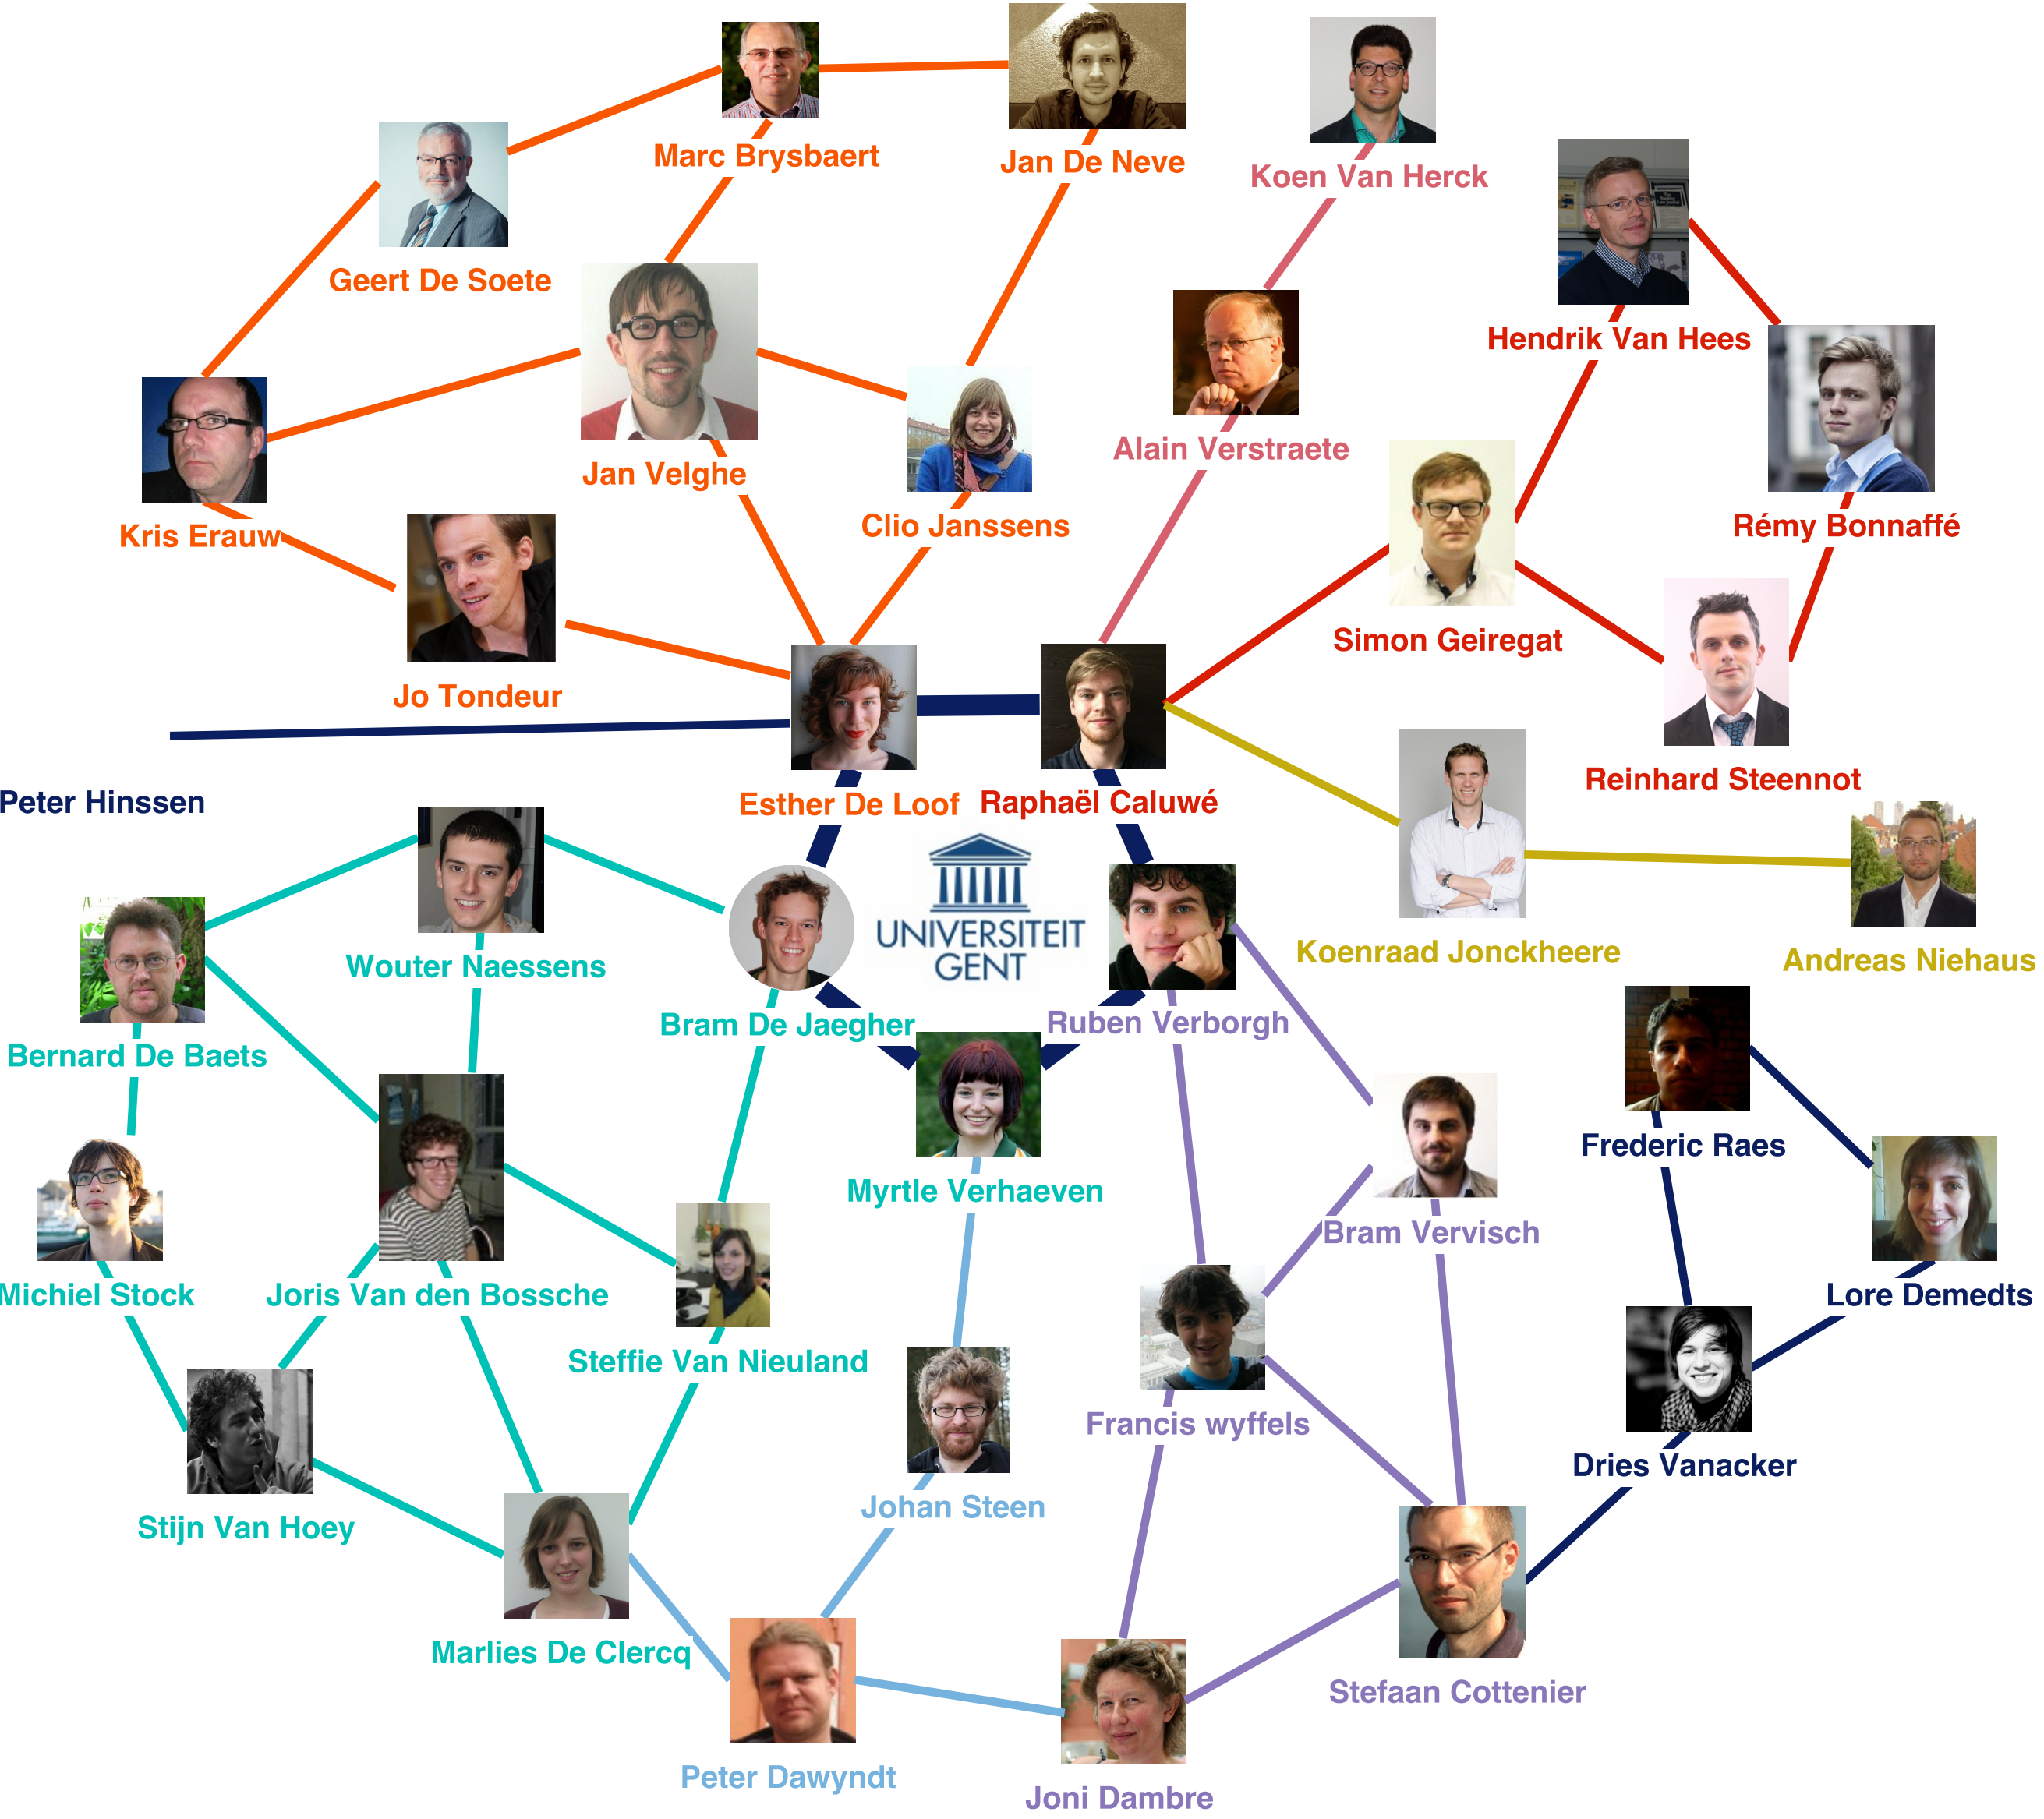 Marc Brysbaert
Jan De Neve
Koen Van Herck
Geert De Soete
Hendrik Van Hees
Alain Verstraete
Jan Velghe
Clio Janssens
Rémy Bonnaffé
Kris Erauw
Simon Geiregat
Jo Tondeur
Reinhard Steennot
Peter Hinssen
Esther De Loof
Raphaël Caluwé
UNIVERSITEIT
GENT
Koenraad Jonckheere
Andreas Niehaus
Wouter Naessens
Bram De Jaegher
Ruben Verborgh
Bernard De Baets
Frederic Raes
Myrtle Verhaeven
Bram Vervisch
Michiel Stock
Joris Van den Bossche
Lore Demedts
Steffie Van Nieuland
Francis wyffels
Dries Vanacker
Johan Steen
Stijn Van Hoey
Marlies De Clercq
Stefaan Cottenier
Peter Dawyndt
Joni Dambre